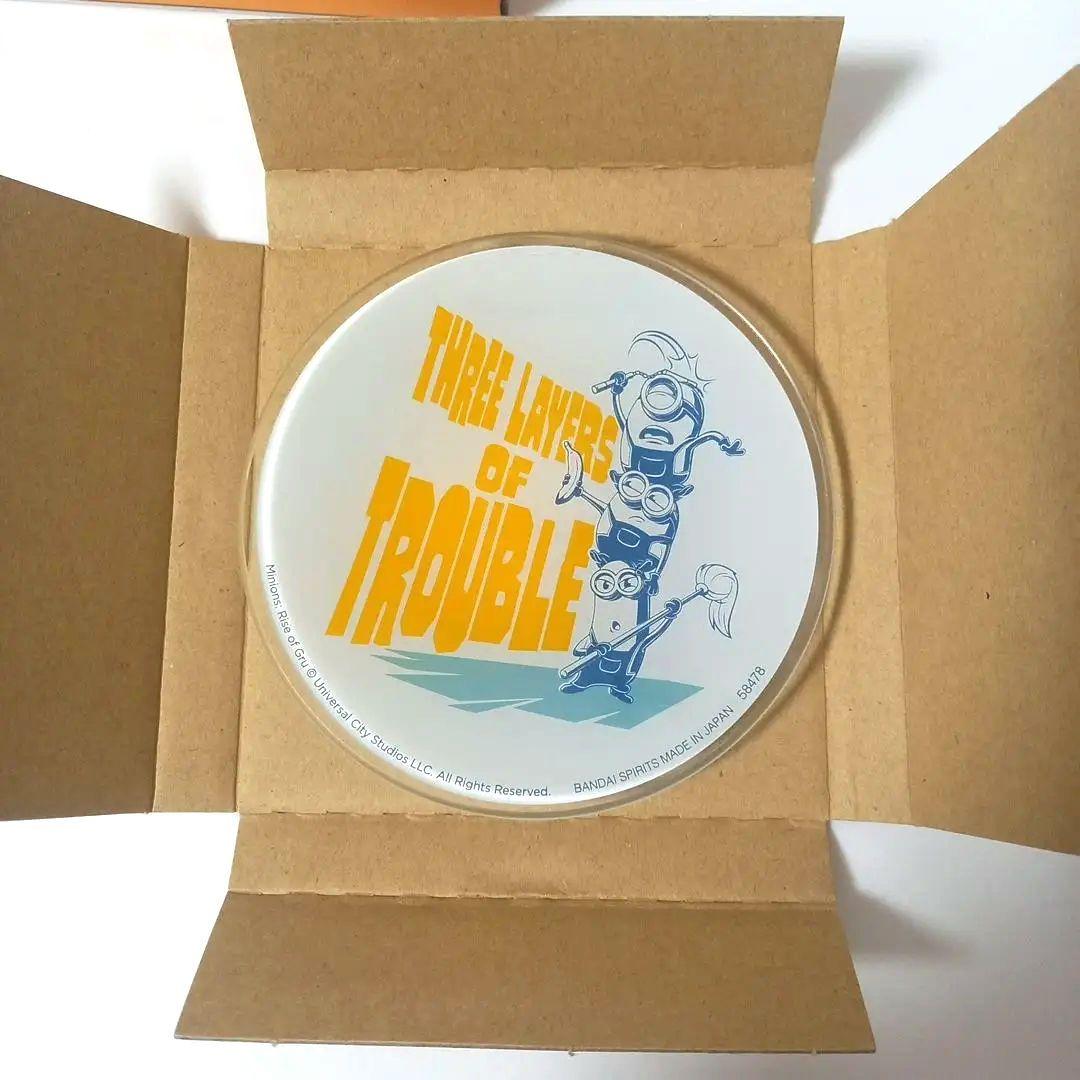 THREE LAYERS
OF
TROUBLE
Minions: Rise of Gru © Universal City Studios LLC. All Rights Reserved.
BANDAI SPIRITS MADE IN JAPAN 58478